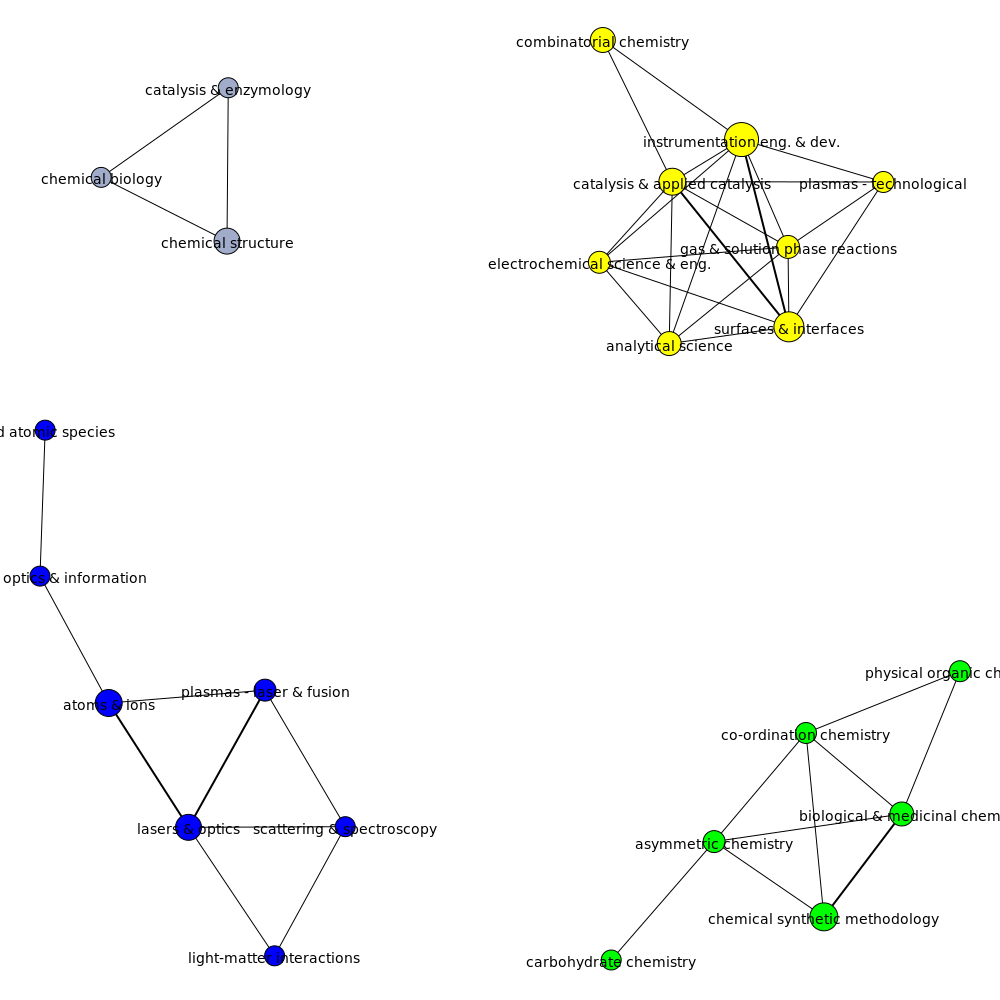 combinatorial chemistry
catalysis & enzymology
instrumentation eng. & dev.
chemical biology
catalysis & applied catalysis
plasmas - technological
chemical structure
gas & solution phase reactions
electrochemical science & eng.
surfaces & interfaces
analytical science
atomic species
optics & information
physical organic
plasmas - laser & fusion
atoms & ions
co-ordination chemistry
biological & medicinal chem
lasers & optics
scattering & spectroscopy
asymmetric chemistry
chemical synthetic methodology
light-matter interactions
carbohydrate chemistry